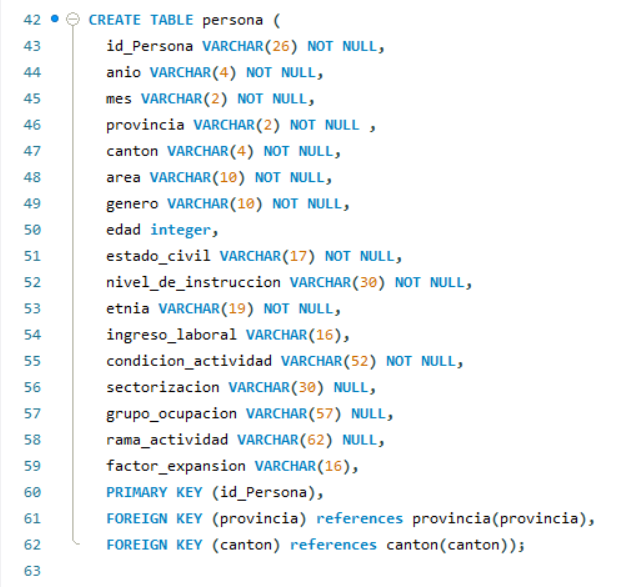 42 CREATE TABLE persona (
43 id_Persona VARCHAR(26) NOT NULL,
44 anio VARCHAR(4) NOT NULL,
45 mes VARCHAR(2) NOT NULL,
46 provincia VARCHAR(2) NOT NULL ,
47 canton VARCHAR(4) NOT NULL,
48 area VARCHAR(10) NOT NULL,
49 genero VARCHAR(10) NOT NULL,
50 edad integer,
51 estado_civil VARCHAR(17) NOT NULL,
52 nivel_de_instruccion VARCHAR(30) NOT NULL,
53 etnia VARCHAR(19) NOT NULL,
54 ingreso_laboral VARCHAR(16),
55 condicion_actividad VARCHAR(52) NOT NULL,
56 sectorizacion VARCHAR(30) NULL,
57 grupo_ocupacion VARCHAR(57) NULL,
58 rama_actividad VARCHAR(62) NULL,
59 factor_expansion VARCHAR(16),
60 PRIMARY KEY (id_Persona),
61 FOREIGN KEY (provincia) references provincia(provincia),
62 FOREIGN KEY (canton) references canton(canton));
63